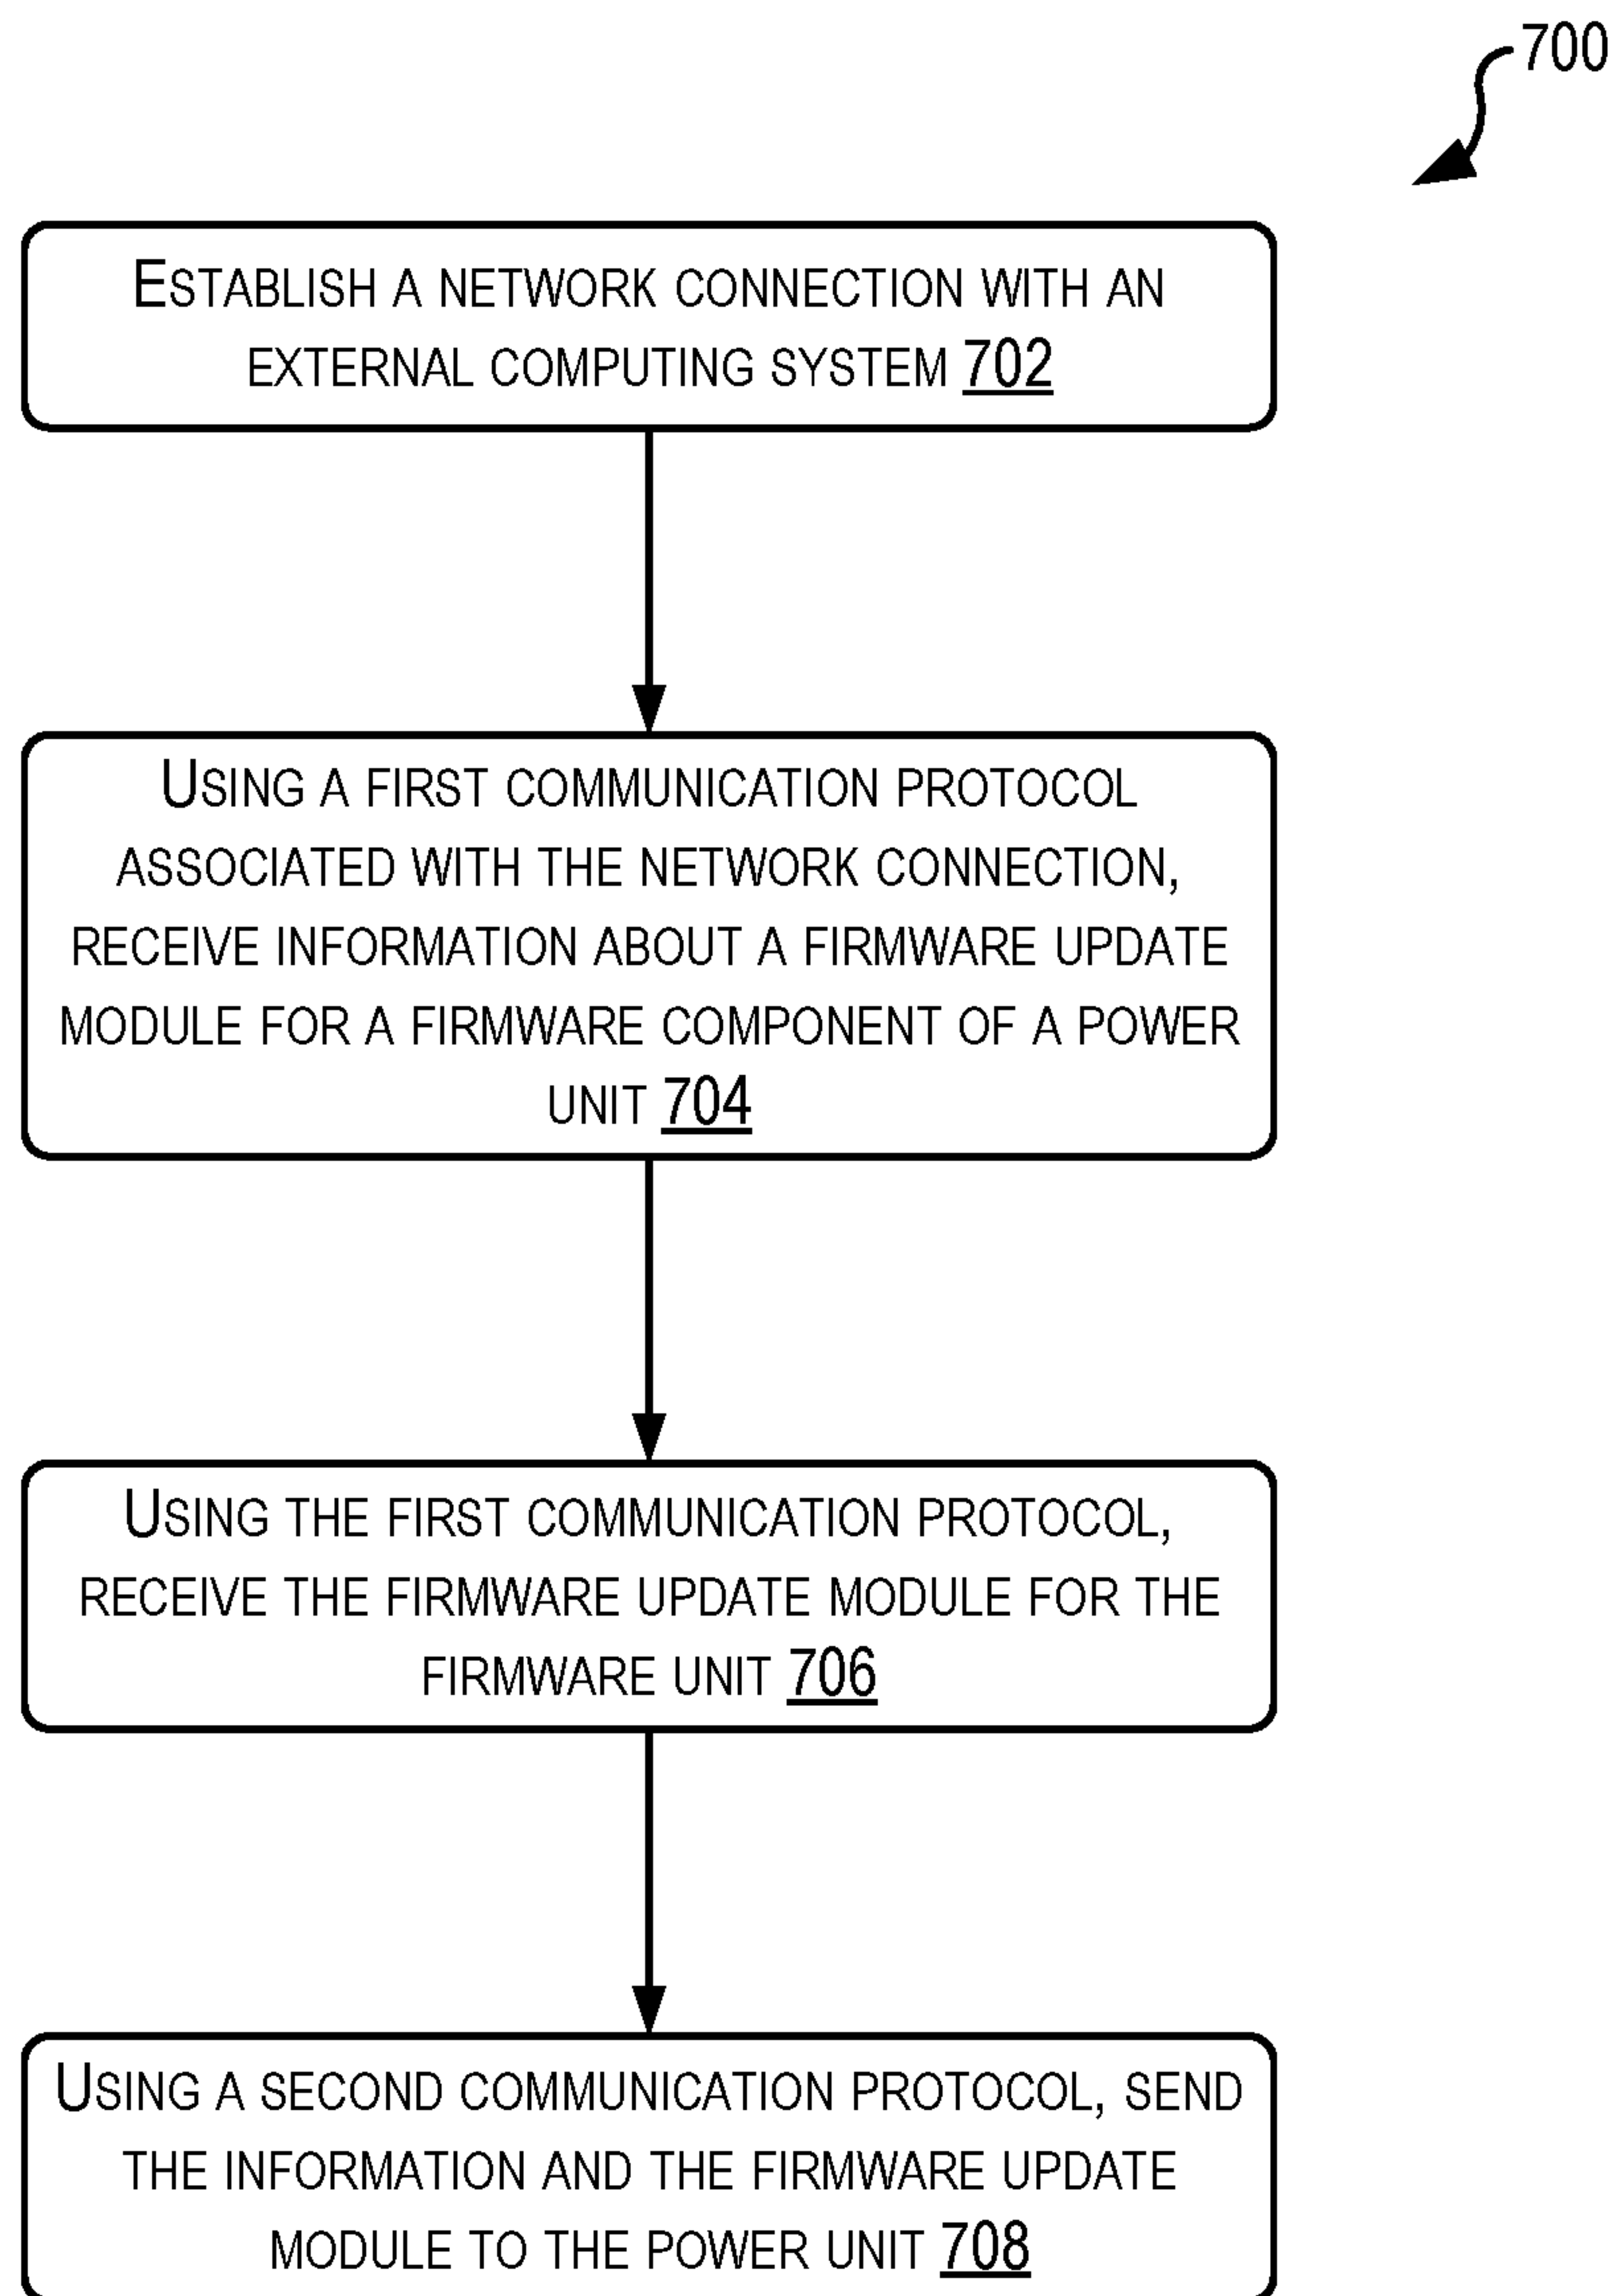 700
ESTABLISH A NETWORK CONNECTION WITH AN
EXTERNAL COMPUTING SYSTEM 702
USING A FIRST COMMUNICATION PROTOCOL
ASSOCIATED WITH THE NETWORK CONNECTION,
RECEIVE INFORMATION ABOUT A FIRMWARE UPDATE
MODULE FOR A FIRMWARE COMPONENT OF A POWER
UNIT 704
USING THE FIRST COMMUNICATION PROTOCOL,
RECEIVE THE FIRMWARE UPDATE MODULE FOR THE
FIRMWARE UNIT 706
USING A SECOND COMMUNICATION PROTOCOL, SEND
THE INFORMATION AND THE FIRMWARE UPDATE
MODULE TO THE POWER UNIT 708